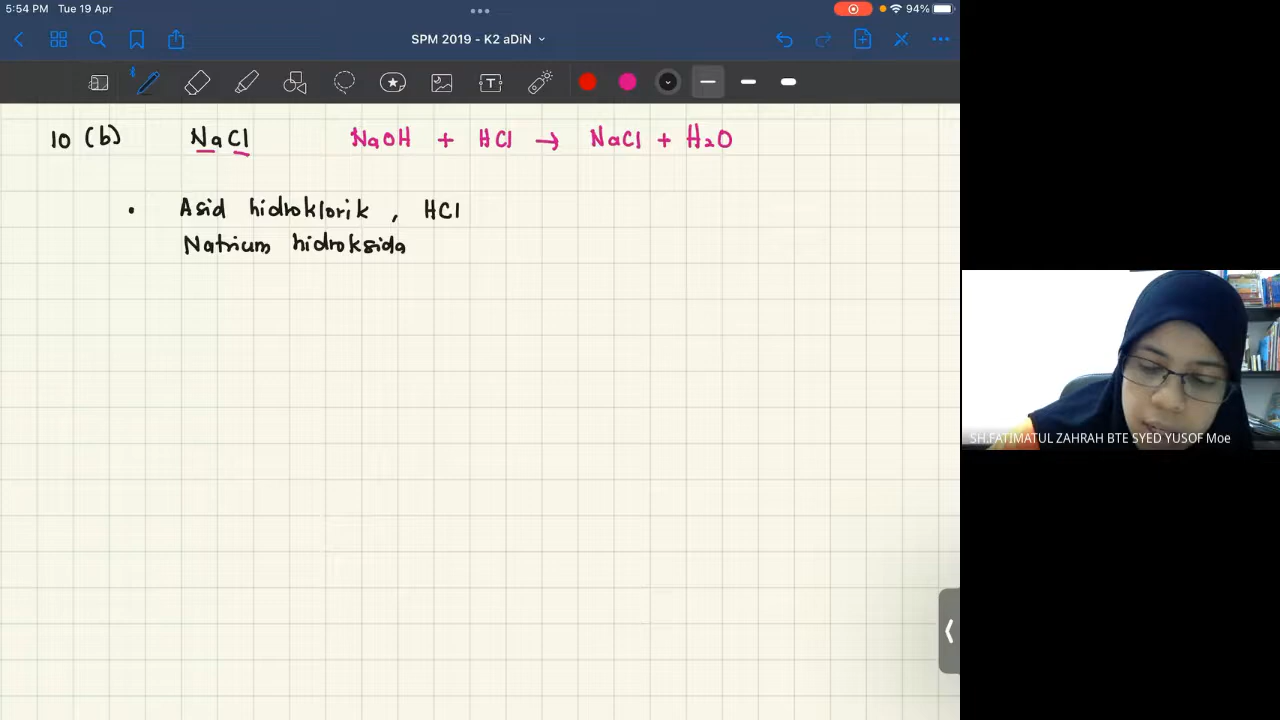 5:54 PM Tue 19 Apr
94%
SPM 2019 - K2 aDiN
10 (b) NaCl NaOH + HCl → NaCl + H₂O
• Asid hidroklorik , HCl
Natrium hidroksida
SH.FATIMATUL ZAHRAH BTE SYED YUSOF Moe